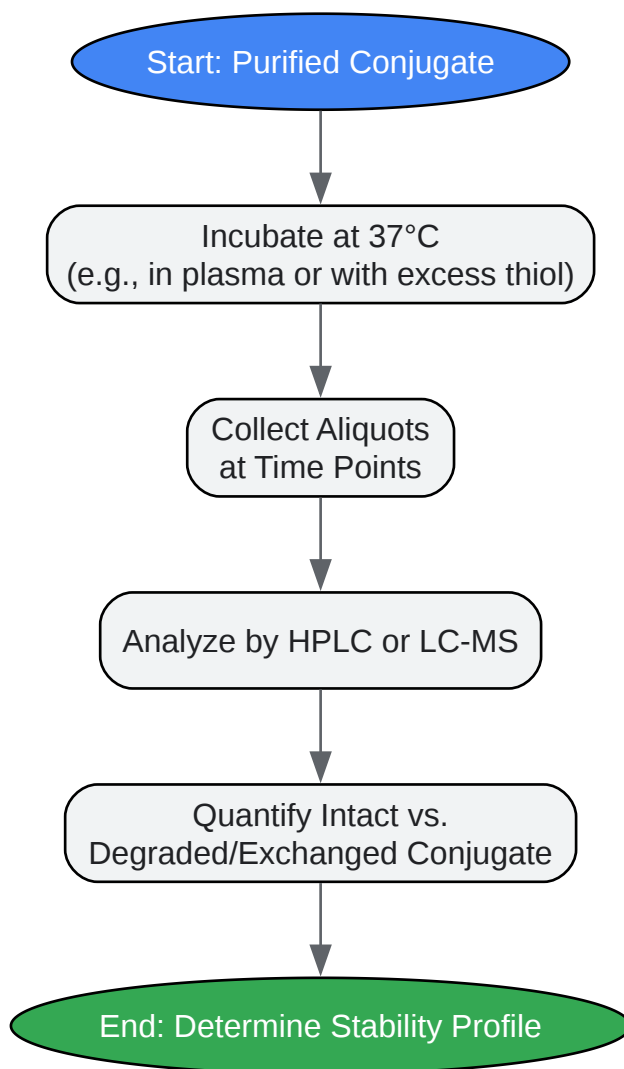 Start: Purified Conjugate
Incubate at 37°C
(e.g., in plasma or with excess thiol)
Collect Aliquots
at Time Points
Analyze by HPLC or LC-MS
Quantify Intact vs.
Degraded/Exchanged Conjugate
End: Determine Stability Profile